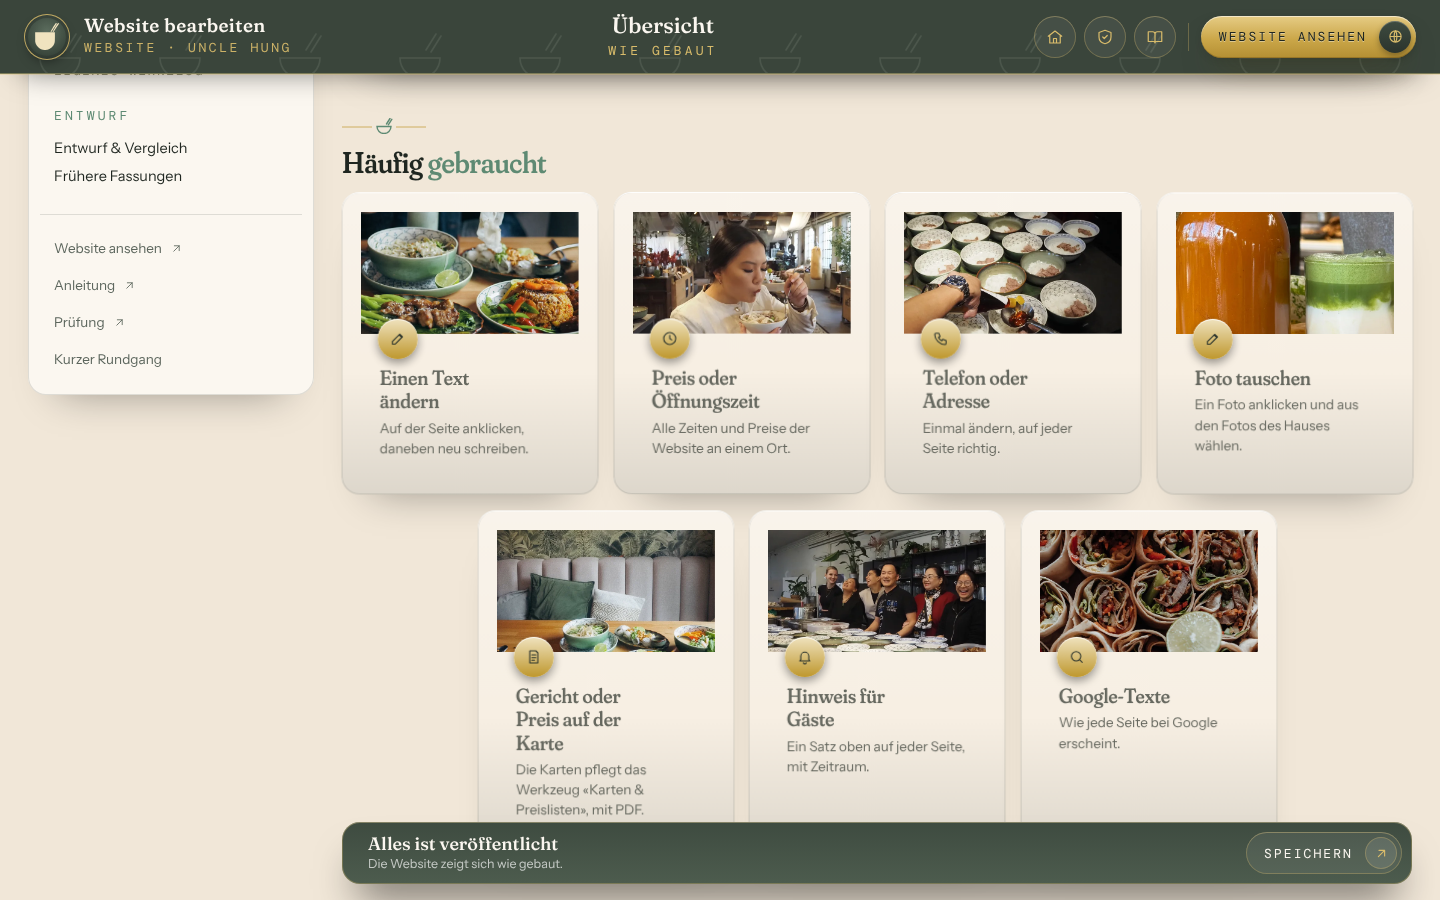 Website bearbeiten
WEBSITE · UNCLE HUNG
Übersicht
WIE GEBAUT
WEBSITE ANSEHEN
ENTWURF
Entwurf & Vergleich
Frühere Fassungen
Website ansehen
Anleitung
Prüfung
Kurzer Rundgang
Häufig gebraucht
Einen Text
ändern
Auf der Seite anklicken,
daneben neu schreiben.
Preis oder
Öffnungszeit
Alle Zeiten und Preise der
Website an einem Ort.
Telefon oder
Adresse
Einmal ändern, auf jeder
Seite richtig.
Foto tauschen
Ein Foto anklicken und aus
den Fotos des Hauses
wählen.
Gericht oder
Preis auf der
Karte
Die Karten pflegt das
Werkzeug «Karten &
Preislisten», mit PDF.
Hinweis für
Gäste
Ein Satz oben auf jeder Seite,
mit Zeitraum.
Google-Texte
Wie jede Seite bei Google
erscheint.
Alles ist veröffentlicht
Die Website zeigt sich wie gebaut.
SPEICHERN